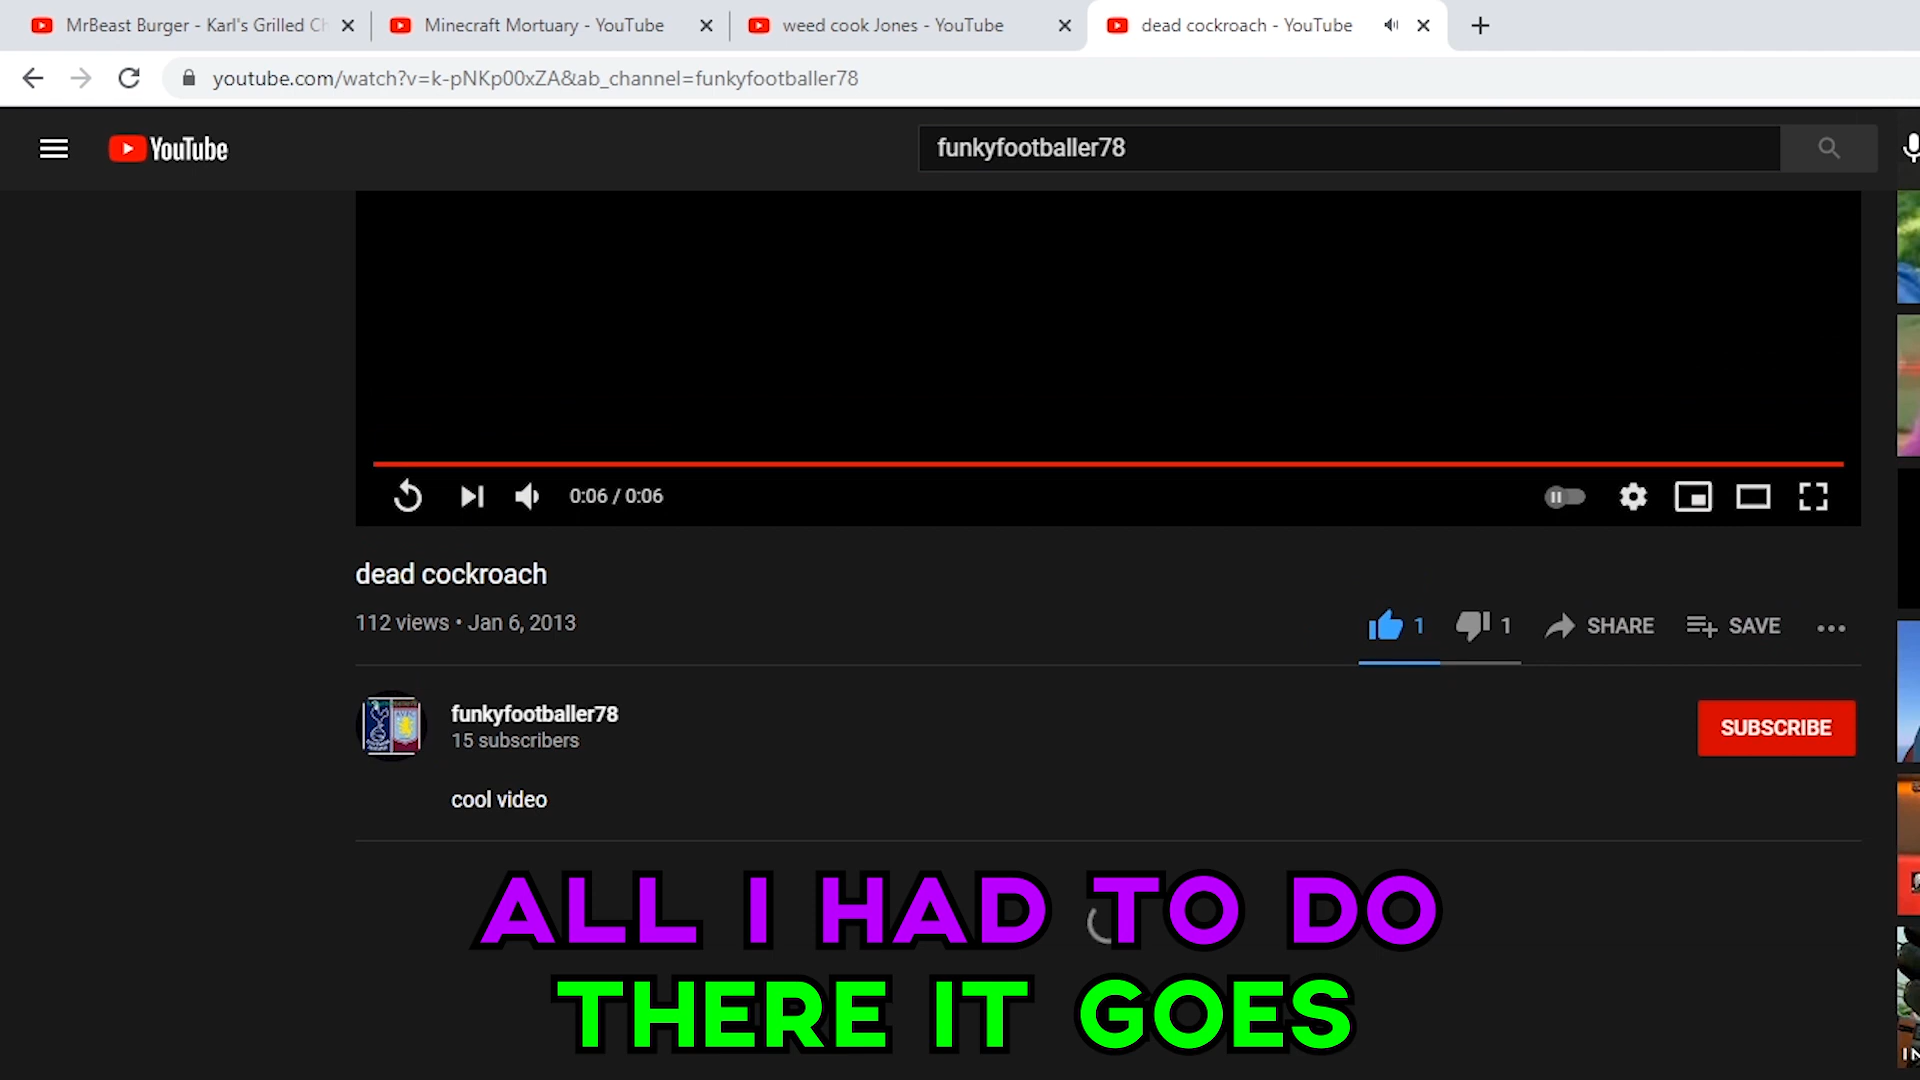 MrBeast Burger - Karl's Grilled Ch
Minecraft Mortuary - YouTube
weed cook Jones - YouTube
dead cockroach - YouTube
youtube.com/watch?v=k-pNKp00xZA&ab_channel=funkyfootballer78
YouTube
funkyfootballer78
0:06 / 0:06
dead cockroach
112 views • Jan 6, 2013
1
1
SHARE
SAVE
funkyfootballer78
15 subscribers
SUBSCRIBE
cool video
ALL I HAD TO DO
THERE IT GOES